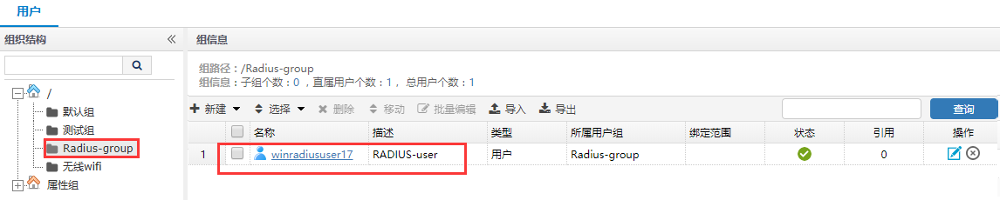 用户
组织结构
组信息
/
默认组
测试组
Radius-group
无线wifi
属性组
组路径：/Radius-group
组信息：子组个数：0 ，直属用户个数：1 ，总用户个数：1
新建 选择 删除 移动 批量编辑 导入 导出 查询
名称 描述 类型 所属用户组 绑定范围 状态 引用 操作
1 winradiususer17 RADIUS-user 用户 Radius-group 0